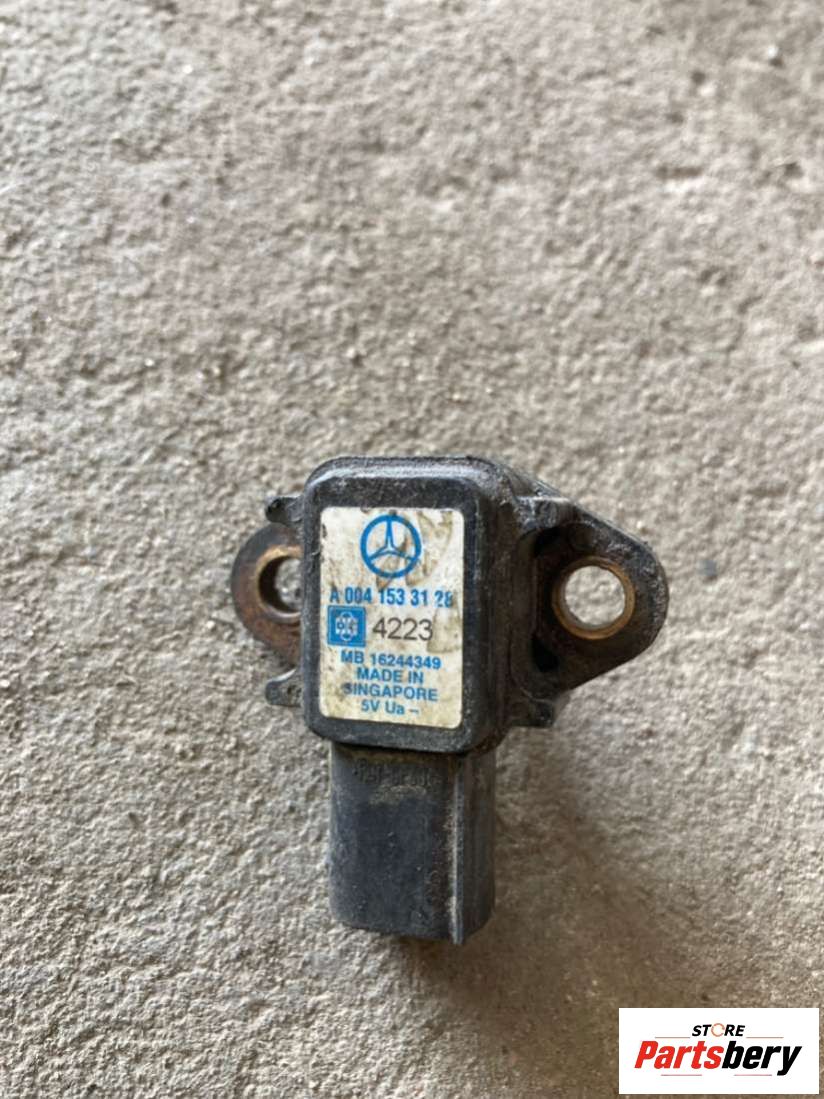 A 004 153 31 28
4223
MB 16244349
MADE IN
SINGAPORE
5V Ua –
STORE
Partsbery